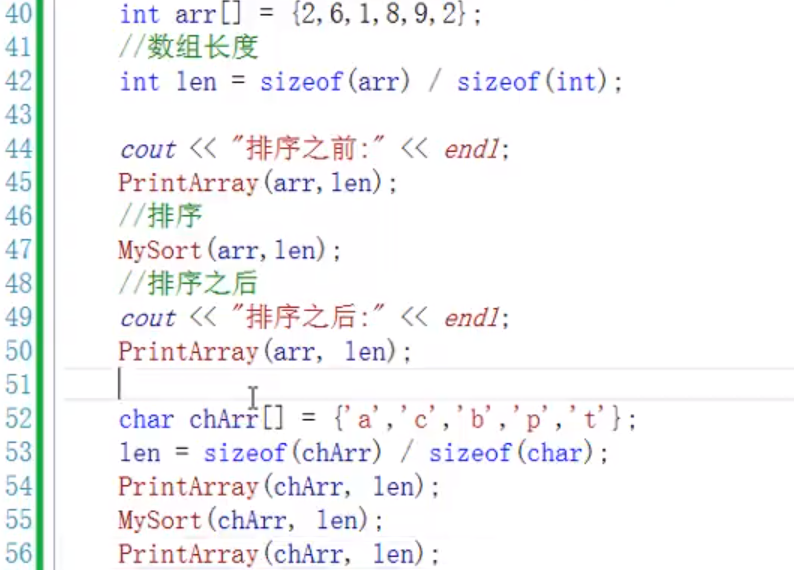 40 int arr[] = {2,6,1,8,9,2};
41 //数组长度
42 int len = sizeof(arr) / sizeof(int);
43
44 cout << "排序之前:" << endl;
45 PrintArray(arr,len);
46 //排序
47 MySort(arr,len);
48 //排序之后
49 cout << "排序之后:" << endl;
50 PrintArray(arr, len);
51
52 char chArr[] = {'a','c','b','p','t'};
53 len = sizeof(chArr) / sizeof(char);
54 PrintArray(chArr, len);
55 MySort(chArr, len);
56 PrintArray(chArr, len);